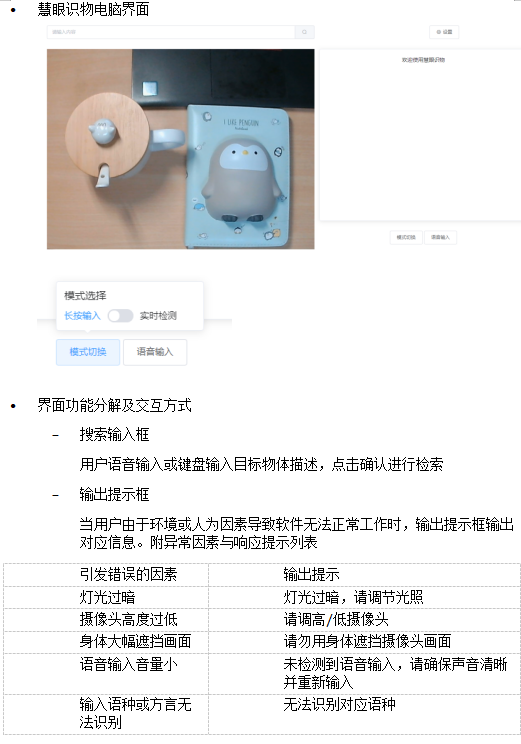 慧眼识物电脑界面
请输入内容
设置
欢迎使用慧眼识物
I LIKE PENGUIN
模式切换 语音输入
模式选择
长按输入 实时检测
模式切换 语音输入
界面功能分解及交互方式
– 搜索输入框
用户语音输入或键盘输入目标物体描述，点击确认进行检索
– 输出提示框
当用户由于环境或人为因素导致软件无法正常工作时，输出提示框输出
对应信息。附异常因素与响应提示列表
引发错误的因素 输出提示
灯光过暗 灯光过暗，请调节光照
摄像头高度过低 请调高/低摄像头
身体大幅遮挡画面 请勿用身体遮挡摄像头画面
语音输入音量小 未检测到语音输入，请确保声音清晰
并重新输入
输入语种或方言无 无法识别对应语种
法识别